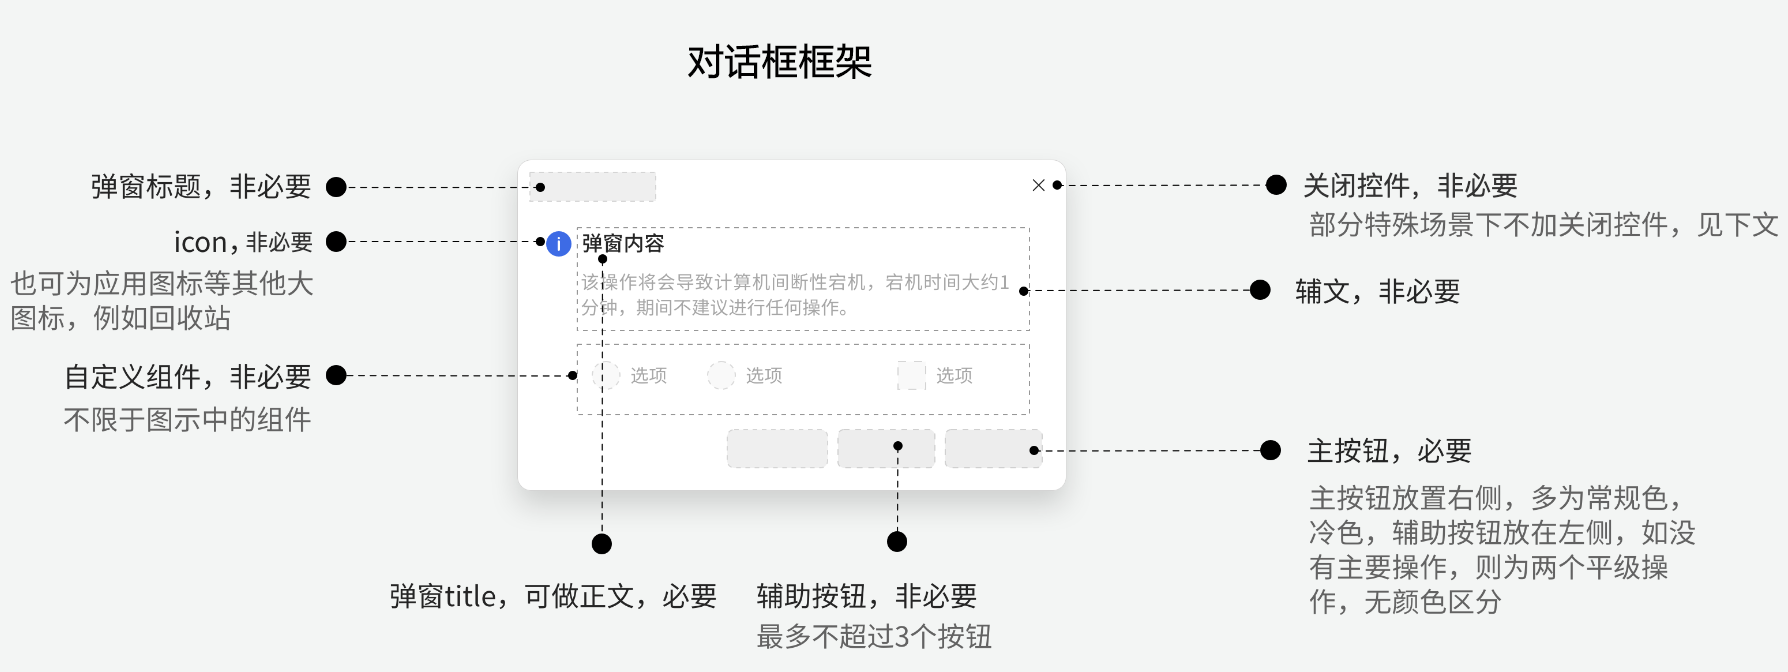 对话框框架
弹窗标题，非必要
icon，非必要
也可为应用图标等其他大
图标，例如回收站
自定义组件，非必要
不限于图示中的组件
弹窗内容
该操作将会导致计算机间断性宕机，宕机时间大约1
分钟，期间不建议进行任何操作。
选项
选项
选项
关闭控件，非必要
部分特殊场景下不加关闭控件，见下文
辅文，非必要
主按钮，必要
主按钮放置右侧，多为常规色，
冷色，辅助按钮放在左侧，如没
有主要操作，则为两个平级操
作，无颜色区分
弹窗title，可做正文，必要
辅助按钮，非必要
最多不超过3个按钮